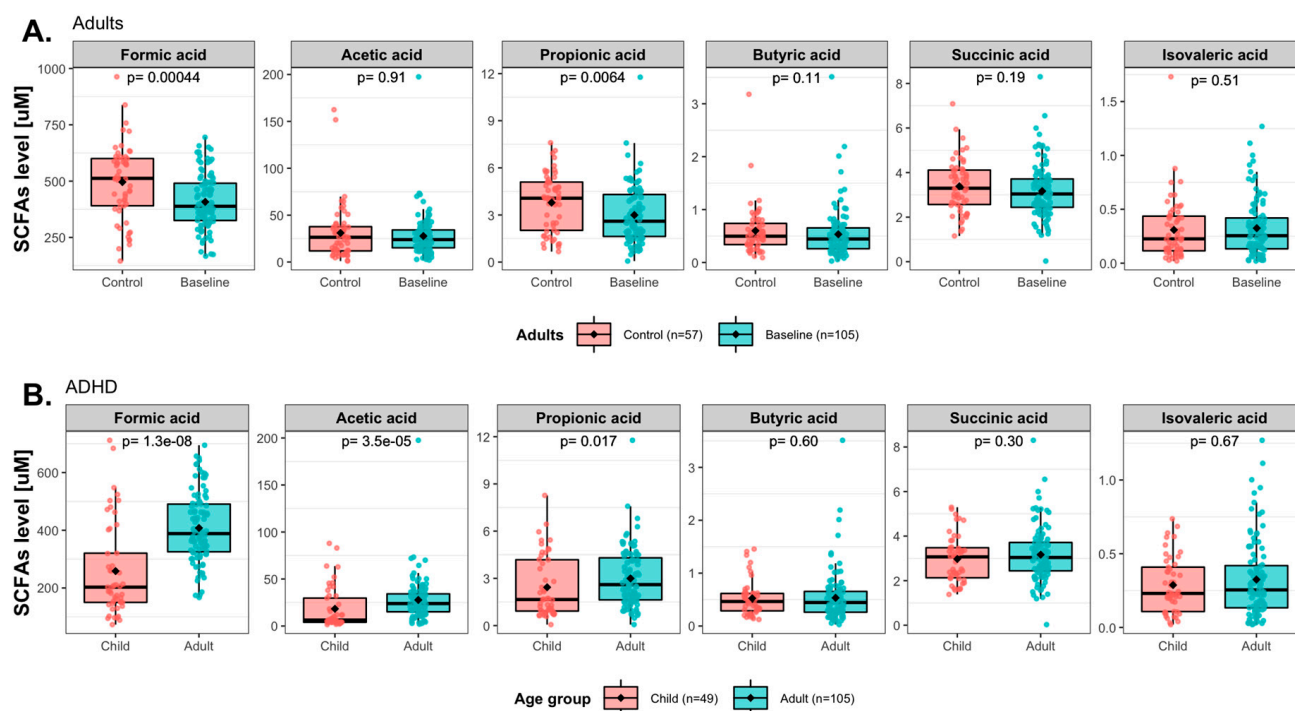 A. Adults
Formic acid Acetic acid Propionic acid Butyric acid Succinic acid Isovaleric acid
p= 0.00044 p= 0.91 p= 0.0064 p= 0.11 p= 0.19 p= 0.51
SCFAs level [uM]
1000 750 500 250
200 150 100 50 0
12 9 6 3 0
3 2 1 0
8 6 4 2 0
1.5 1.0 0.5 0.0
Control Baseline Control Baseline Control Baseline Control Baseline Control Baseline Control Baseline
Adults Control (n=57) Baseline (n=105)
B. ADHD
Formic acid Acetic acid Propionic acid Butyric acid Succinic acid Isovaleric acid
p= 1.3e-08 p= 3.5e-05 p= 0.017 p= 0.60 p= 0.30 p= 0.67
SCFAs level [uM]
600 400 200
200 150 100 50 0
12 9 6 3 0
3 2 1 0
8 6 4 2 0
1.0 0.5 0.0
Child Adult Child Adult Child Adult Child Adult Child Adult Child Adult
Age group Child (n=49) Adult (n=105)